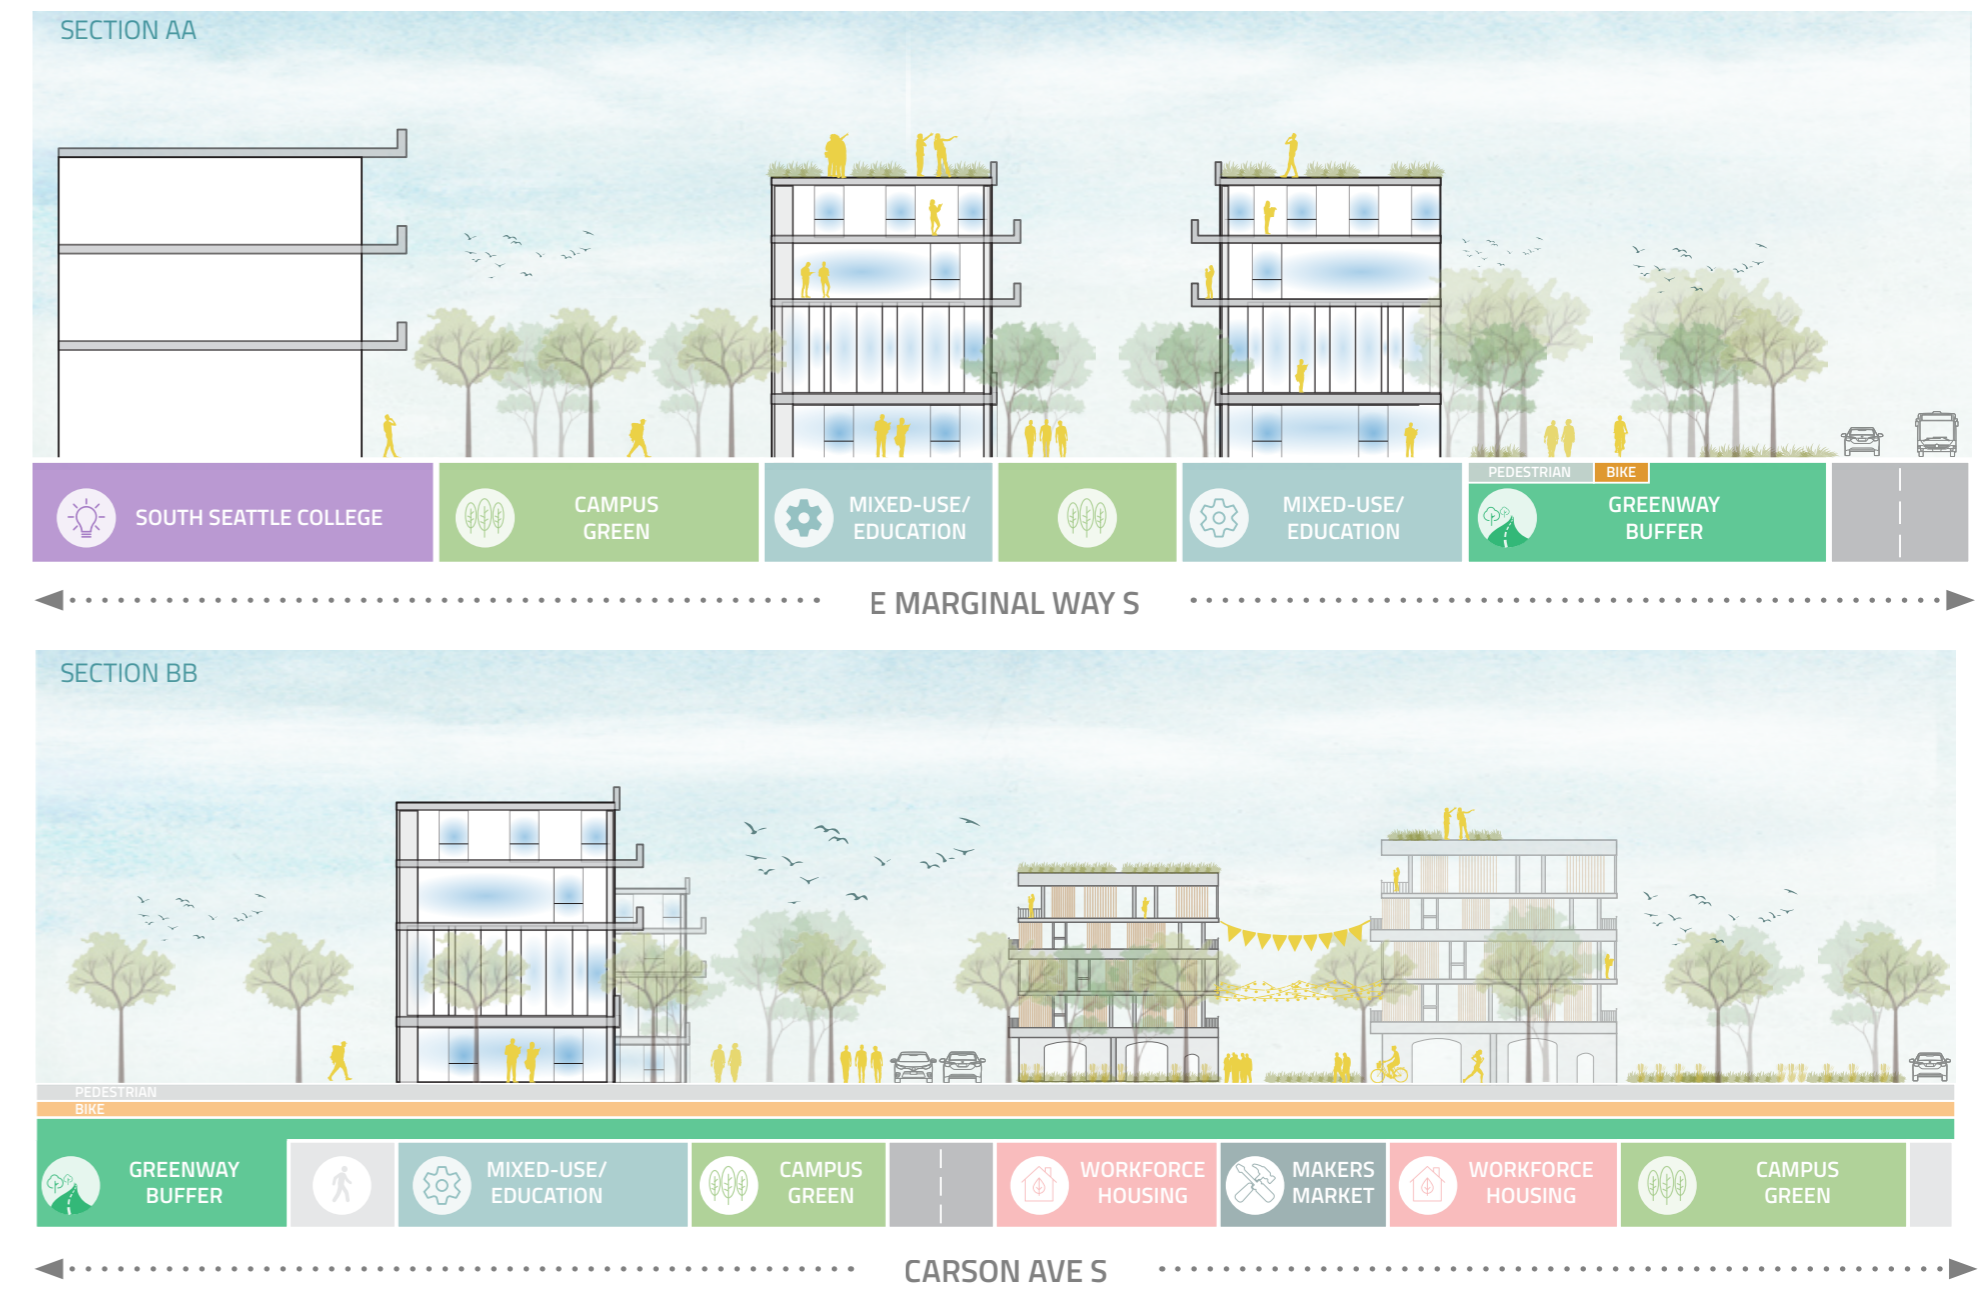 SECTION AA
PEDESTRIAN
BIKE
SOUTH SEATTLE COLLEGE
CAMPUS
GREEN
MIXED-USE/
EDUCATION
MIXED-USE/
EDUCATION
GREENWAY
BUFFER
E MARGINAL WAY S
SECTION BB
PEDESTRIAN
BIKE
GREENWAY
BUFFER
MIXED-USE/
EDUCATION
CAMPUS
GREEN
WORKFORCE
HOUSING
MAKERS
MARKET
WORKFORCE
HOUSING
CAMPUS
GREEN
CARSON AVE S